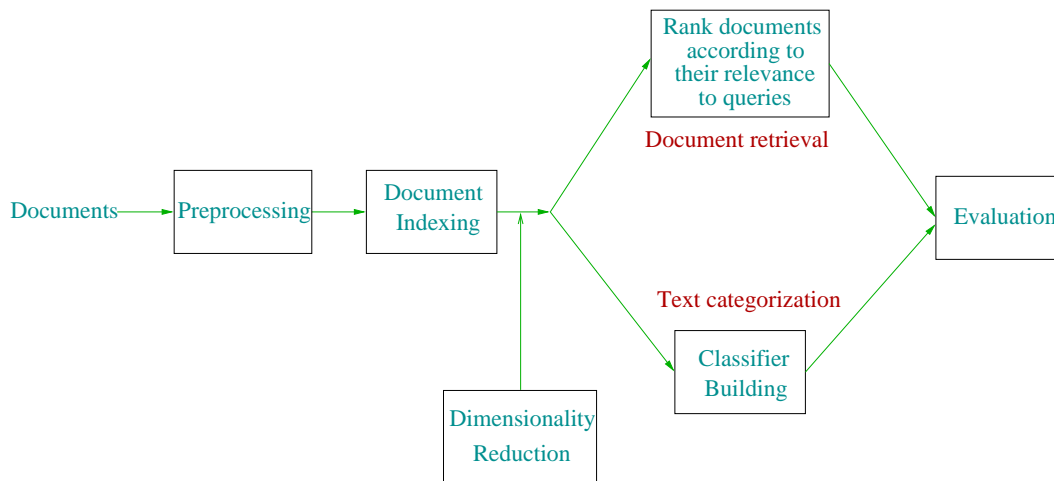 Rank documents
according to
their relevance
to queries
Document retrieval
Documents
Preprocessing
Document
Indexing
Evaluation
Text categorization
Classifier
Building
Dimensionality
Reduction